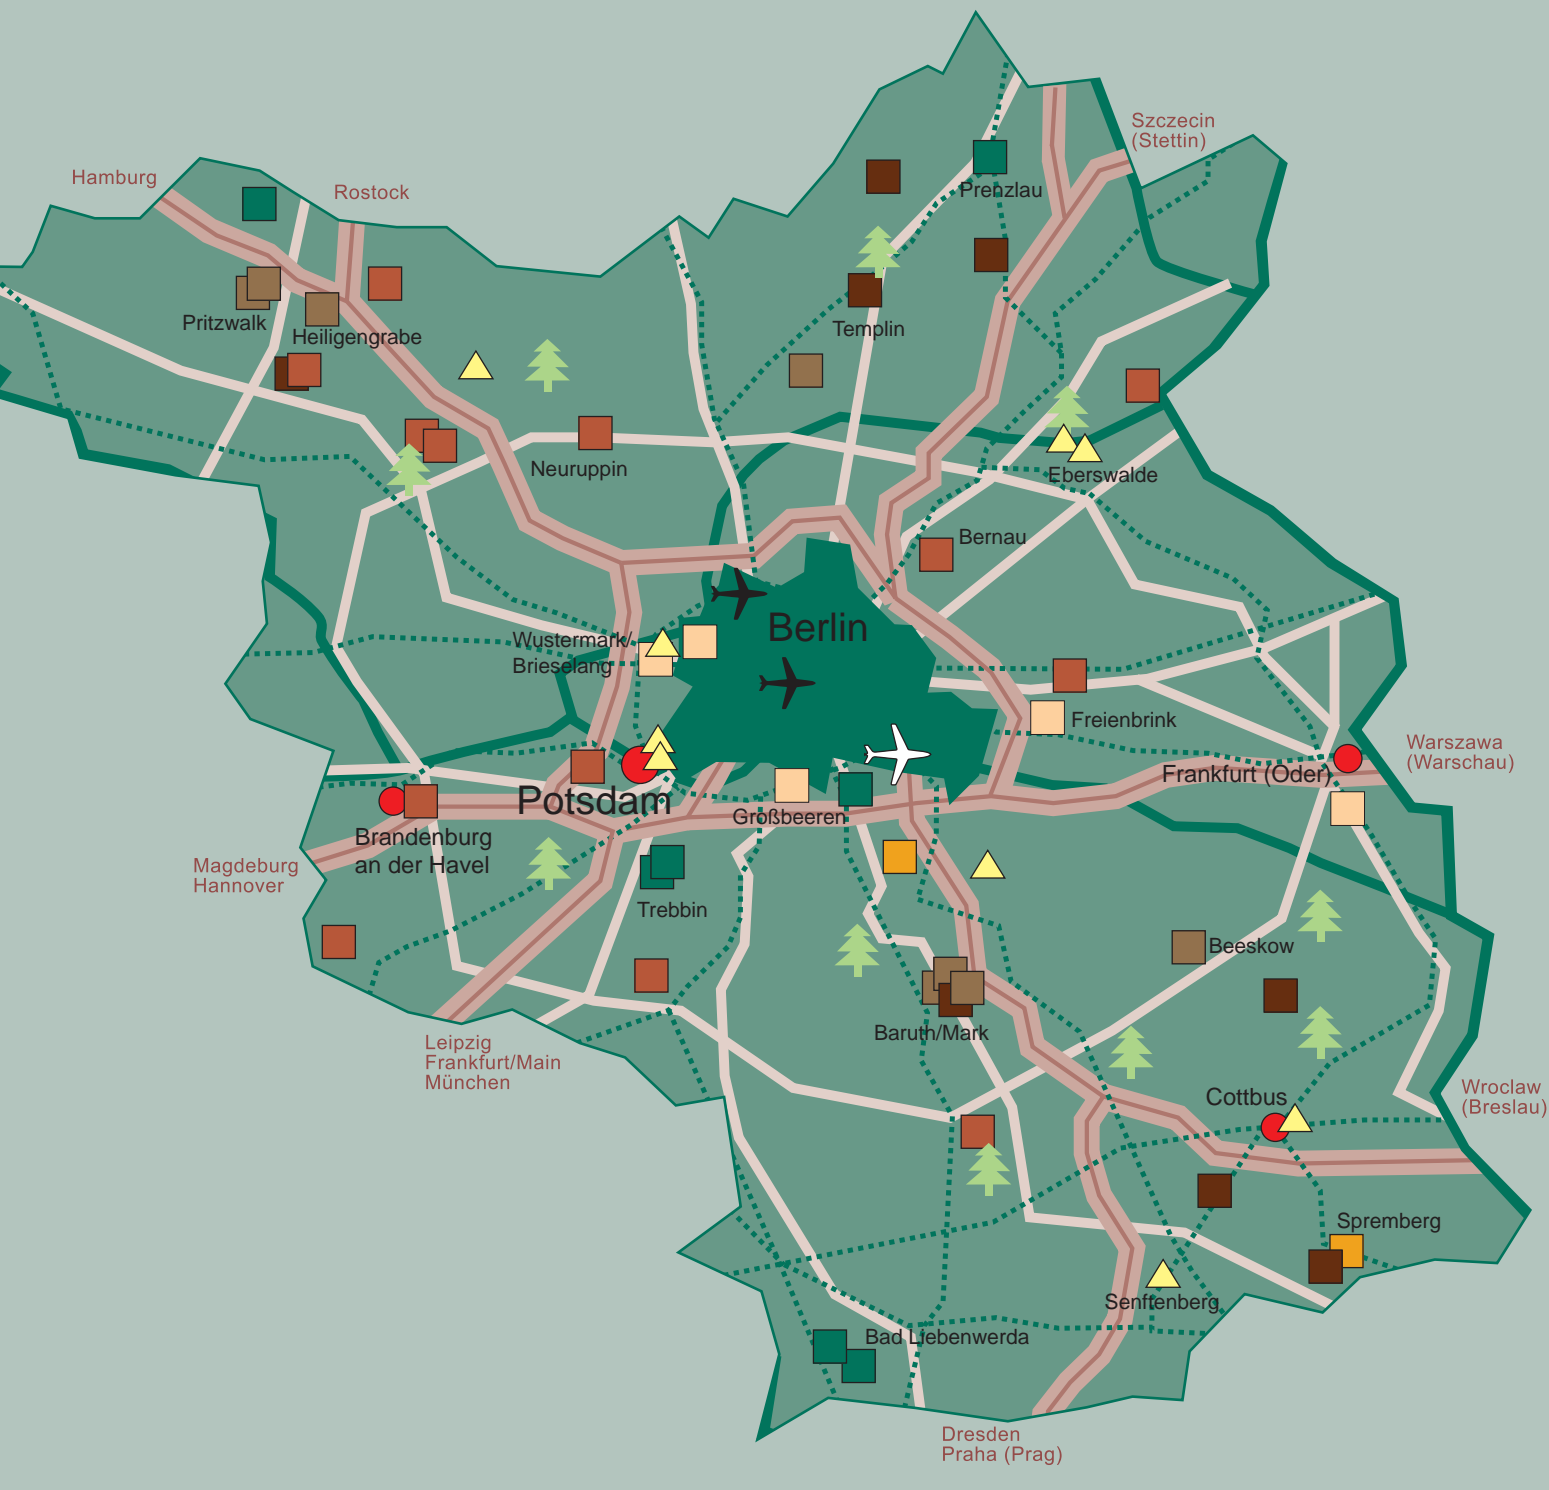 Szczecin
(Stettin)
Hamburg
Rostock
Prenzlau
Pritzwalk
Heiligengrabe
Templin
Neuruppin
Eberswalde
Bernau
Berlin
Wustermark/
Brieselang
Freienbrink
Warszawa
(Warschau)
Frankfurt (Oder)
Potsdam
Großbeeren
Brandenburg
an der Havel
Magdeburg
Hannover
Trebbin
Beeskow
Baruth/Mark
Leipzig
Frankfurt/Main
München
Cottbus
Wroclaw
(Breslau)
Spremberg
Senftenberg
Bad Liebenwerda
Dresden
Praha (Prag)